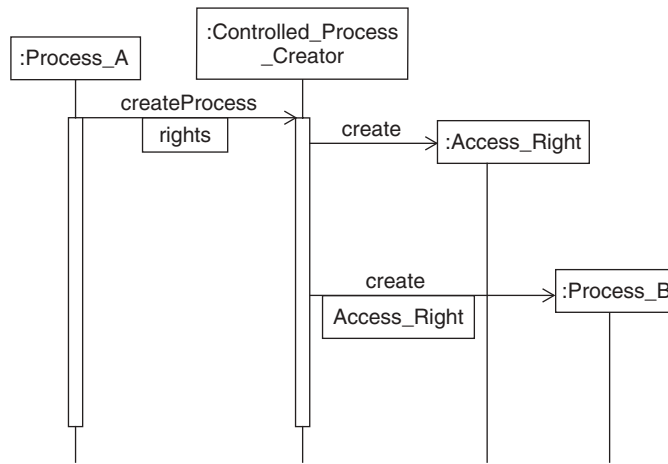 :Controlled_Process
_Creator
:Process_A
createProcess
rights
create
:Access_Right
create
:Process_B
Access_Right